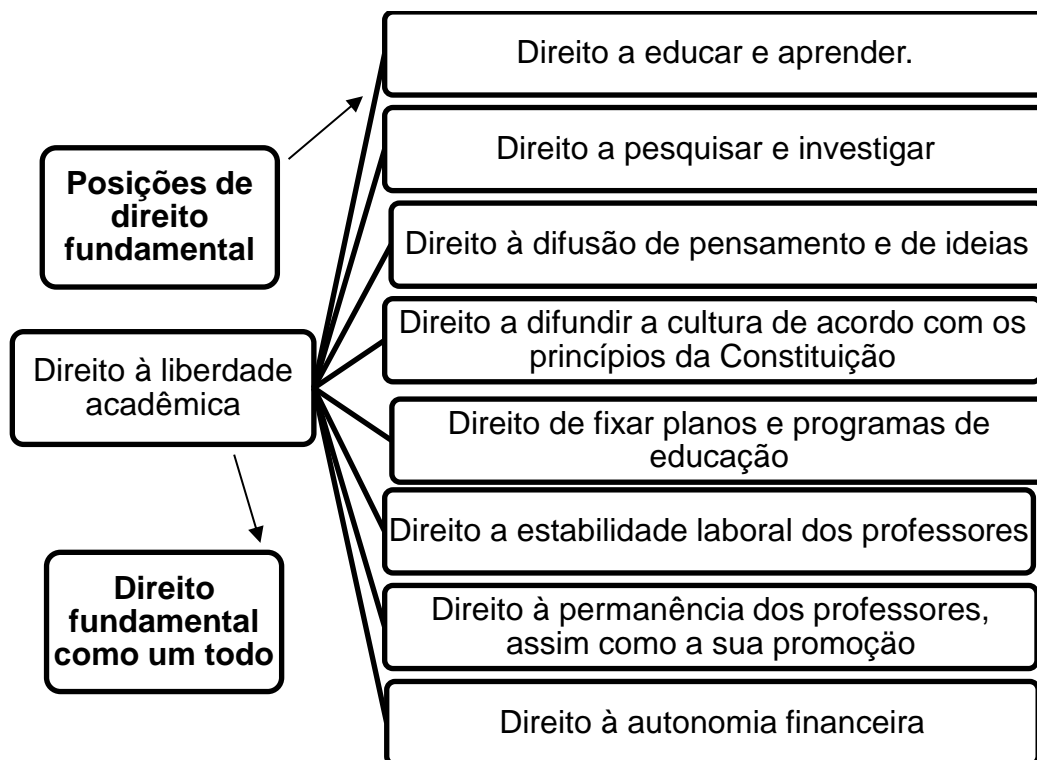 Direito a educar e aprender.
Direito a pesquisar e investigar
Posições de
direito
fundamental
Direito à difusão de pensamento e de ideias
Direito a difundir a cultura de acordo com os
princípios da Constituição
Direito à liberdade
acadêmica
Direito de fixar planos e programas de
educação
Direito a estabilidade laboral dos professores
Direito
fundamental
como um todo
Direito à permanência dos professores,
assim como a sua promoçäo
Direito à autonomia financeira